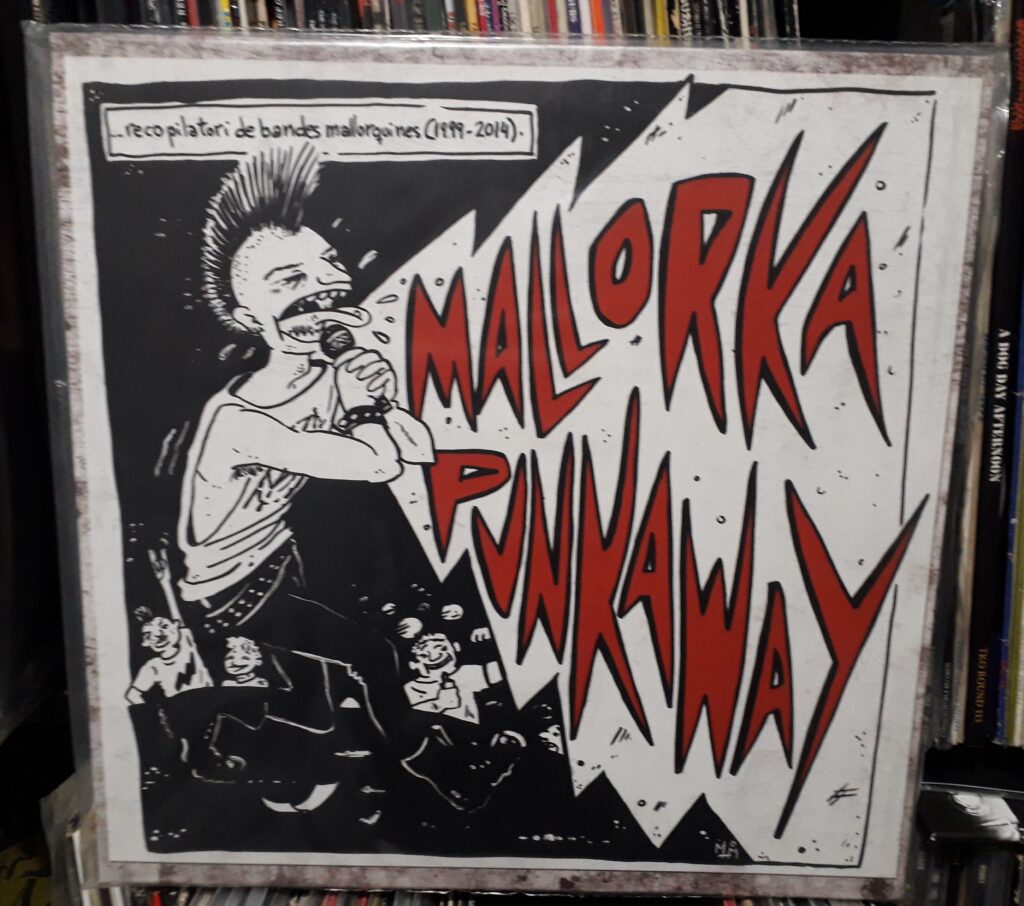 ...recopilatori de bandes mallorquines (1999-2014).
MALLORKA
PUNKAWAY
A DOG DAY AFTERNOON